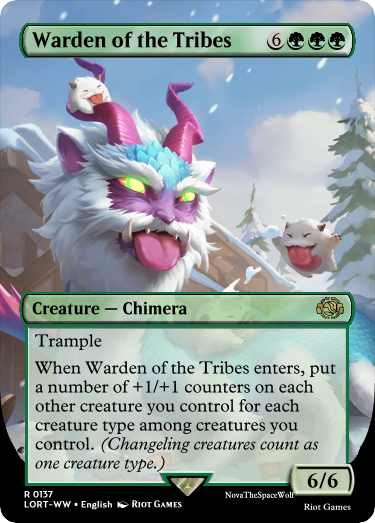 Warden of the Tribes 6
Creature — Chimera
Trample
When Warden of the Tribes enters, put
a number of +1/+1 counters on each
other creature you control for each
creature type among creatures you
control. (Changeling creatures count as
one creature type.)
6/6
R 0137
LORT-WW • English RIOT GAMES
NovaTheSpaceWolf
Riot Games